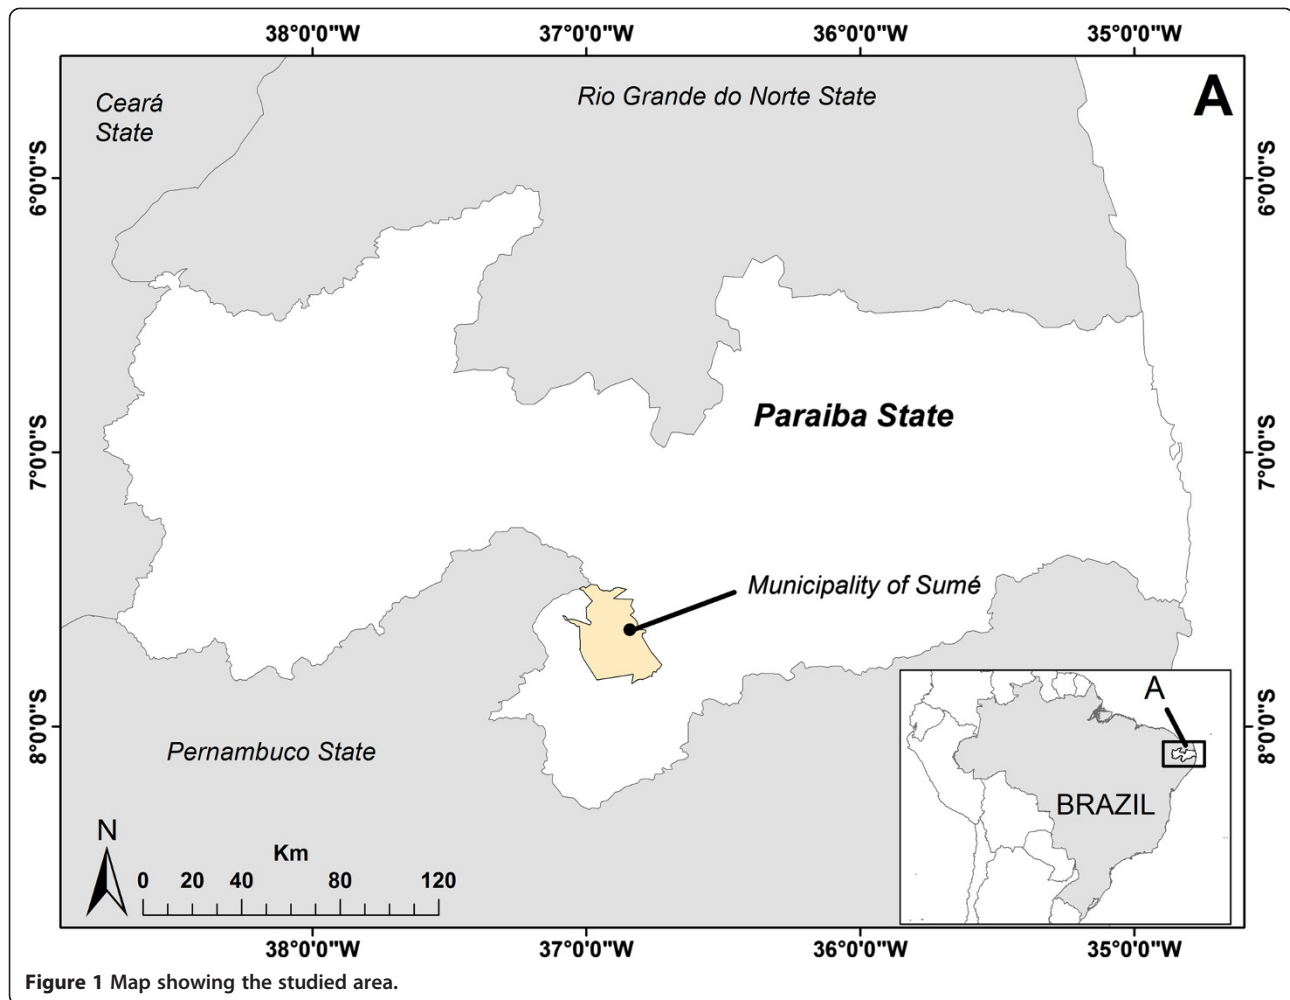 38°0'0"W 37°0'0"W 36°0'0"W 35°0'0"W
Ceará
State
Rio Grande do Norte State
A
6°0'0"S 6°0'0"S
Paraiba State
7°0'0"S 7°0'0"S
Municipality of Sumé
8°0'0"S 8°0'0"S
Pernambuco State
A
BRAZIL
N
Km
0 20 40 80 120
38°0'0"W 37°0'0"W 36°0'0"W 35°0'0"W
Figure 1 Map showing the studied area.